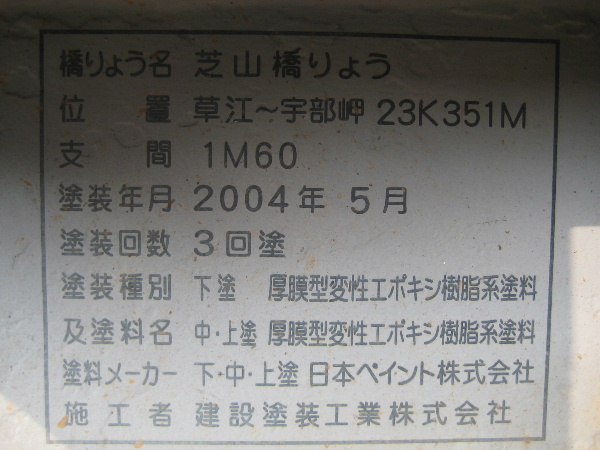 橋りょう名 芝山橋りょう
位置 草江～宇部岬 23K351M
支間 1M60
塗装年月 2004年 5月
塗装回数 3回塗
塗装種別 下塗 厚膜型変性エポキシ樹脂系塗料
及塗料名 中・上塗 厚膜型変性エポキシ樹脂系塗料
塗料メーカー 下・中・上塗 日本ペイント株式会社
施工者 建設塗装工業株式会社